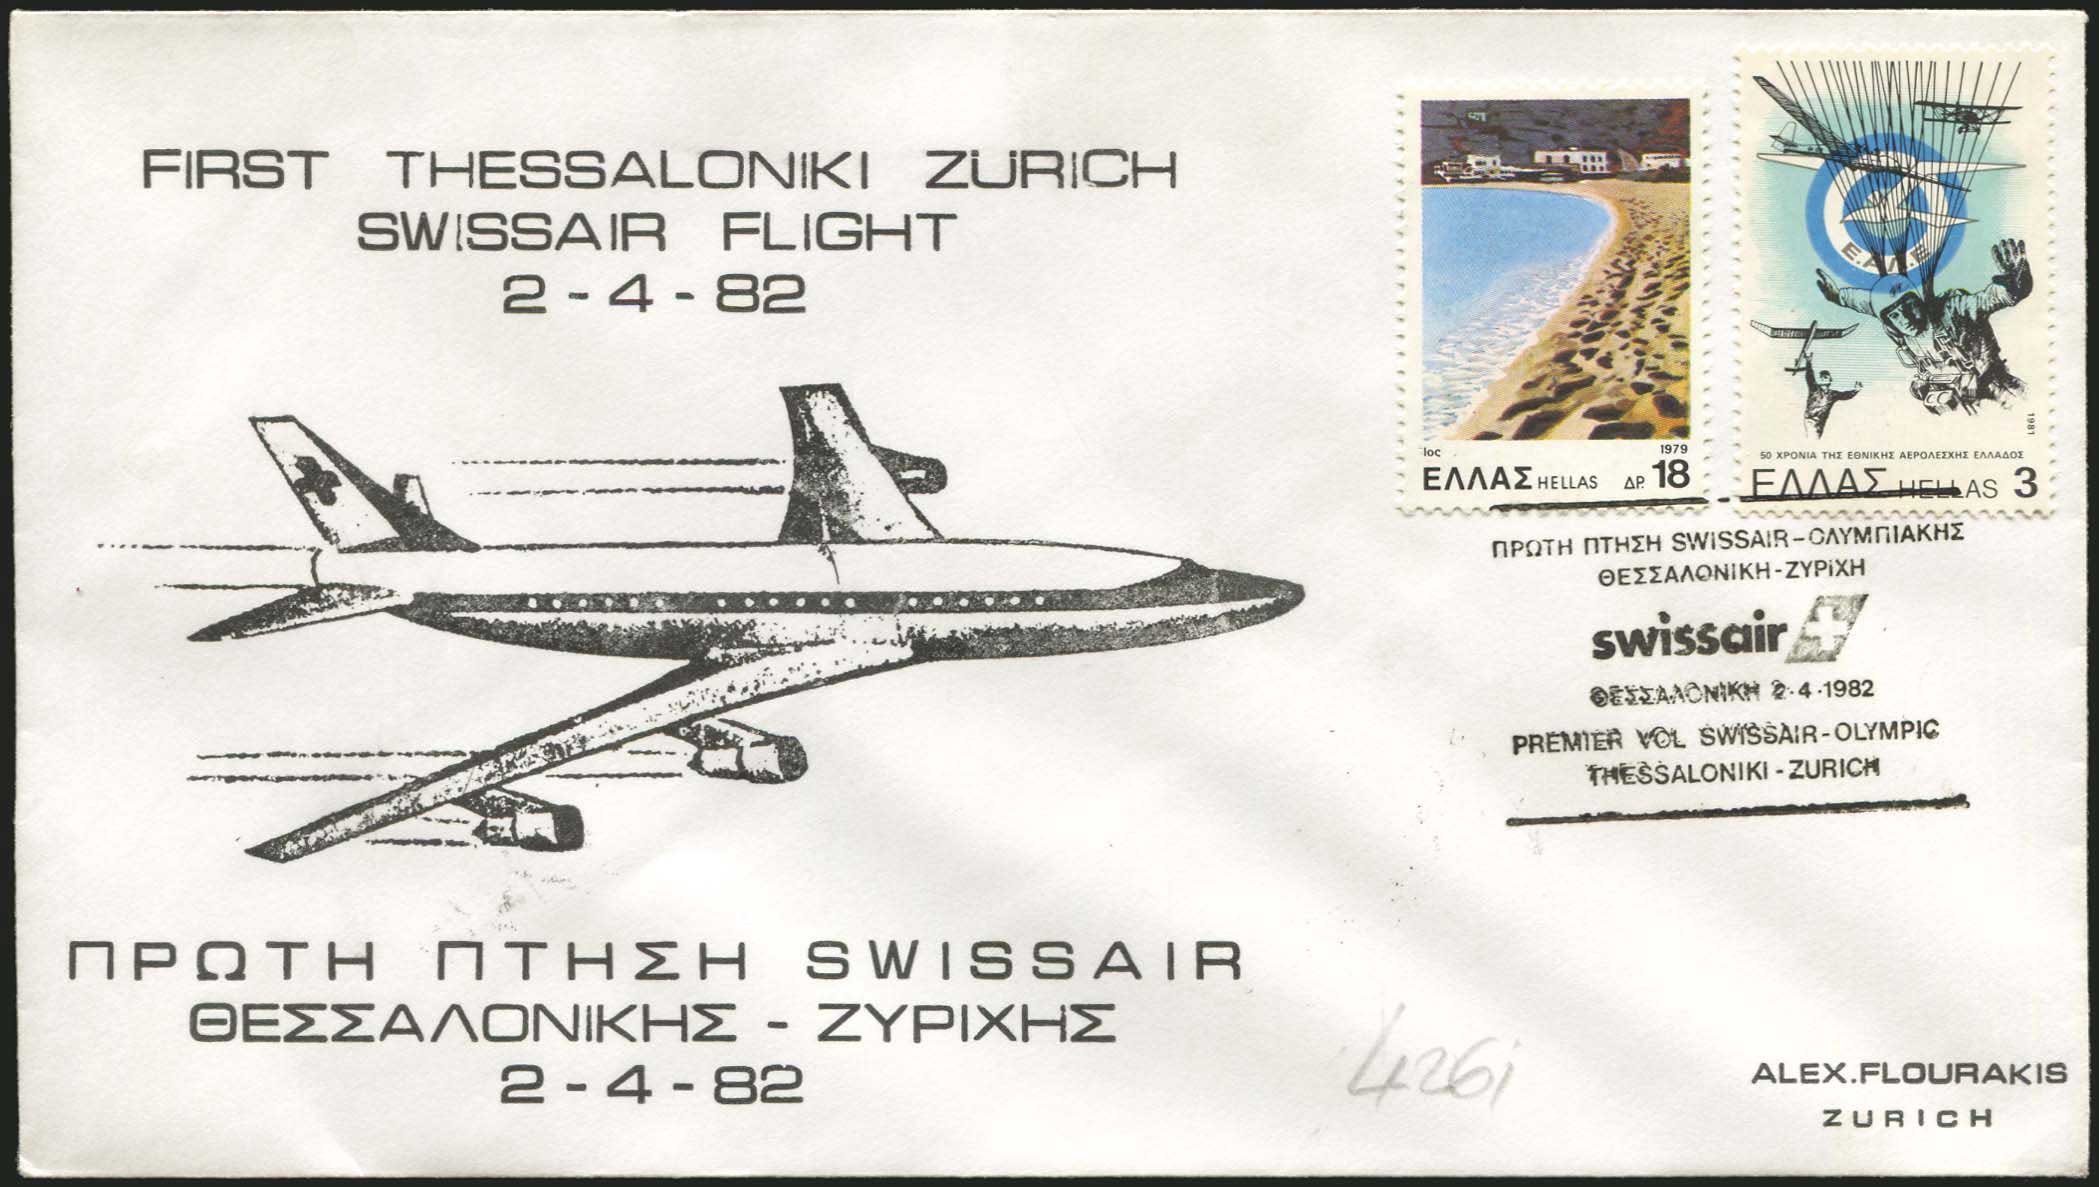 FIRST THESSALONIKI ZÜRICH
SWISSAIR FLIGHT
2 - 4 - 82
Ιος 1979
ΕΛΛΑΣ HELLAS ΔΡ. 18
Ε.Λ.Ε.
1981
50 ΧΡΟΝΙΑ ΤΗΣ ΕΘΝΙΚΗΣ ΑΕΡΟΛΕΣΧΗΣ ΕΛΛΑΔΟΣ
ΕΛΛΑΣ HELLAS 3
ΠΡΩΤΗ ΠΤΗΣΗ SWISSAIR-ΟΛΥΜΠΙΑΚΗΣ
ΘΕΣΣΑΛΟΝΙΚΗ-ΖΥΡΙΧΗ
swissair
ΘΕΣΣΑΛΟΝΙΚΗ 2·4·1982
PREMIER VOL SWISSAIR-OLYMPIC
THESSALONIKI - ZURICH
ΠΡΩΤΗ ΠΤΗΣΗ SWISSAIR
ΘΕΣΣΑΛΟΝΙΚΗΣ - ΖΥΡΙΧΗΣ
2 - 4 - 82
426i
ALEX.FLOURAKIS
ZURICH